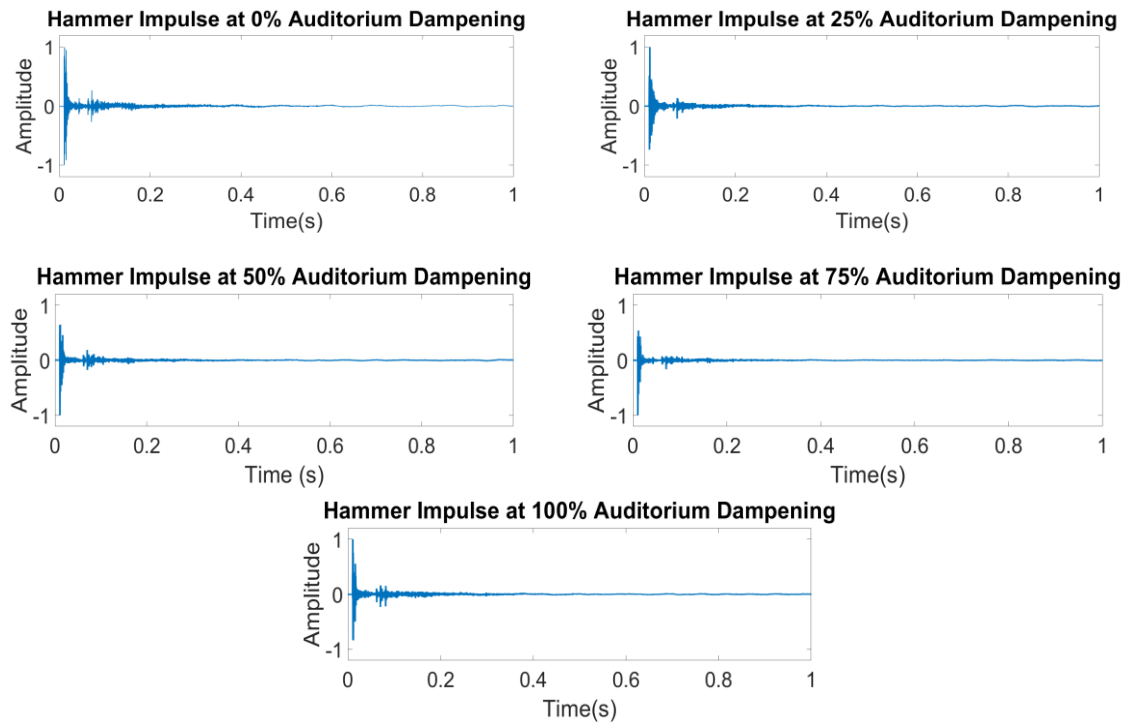 Hammer Impulse at 0% Auditorium Dampening
1
0
-1
Amplitude
0 0.2 0.4 0.6 0.8 1
Time(s)
Hammer Impulse at 25% Auditorium Dampening
1
0
-1
Amplitude
0 0.2 0.4 0.6 0.8 1
Time(s)
Hammer Impulse at 50% Auditorium Dampening
1
0
-1
Amplitude
0 0.2 0.4 0.6 0.8 1
Time (s)
Hammer Impulse at 75% Auditorium Dampening
1
0
-1
Amplitude
0 0.2 0.4 0.6 0.8 1
Time(s)
Hammer Impulse at 100% Auditorium Dampening
1
0
-1
Amplitude
0 0.2 0.4 0.6 0.8 1
Time(s)